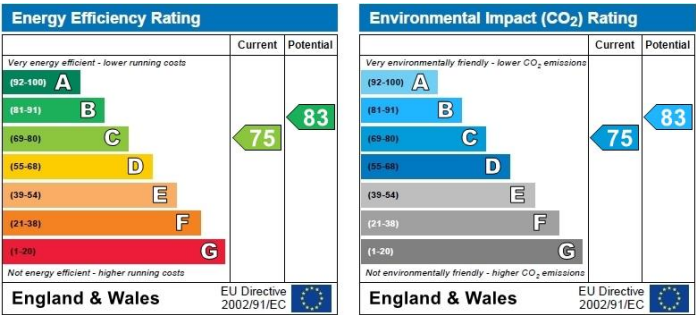 Energy Efficiency Rating
Current Potential
Very energy efficient - lower running costs
(92-100) A
(81-91) B
(69-80) C
(55-68) D
(39-54) E
(21-38) F
(1-20) G
75
83
Not energy efficient - higher running costs
England & Wales
EU Directive
2002/91/EC
Environmental Impact (CO₂) Rating
Current Potential
Very environmentally friendly - lower CO₂ emissions
(92-100) A
(81-91) B
(69-80) C
(55-68) D
(39-54) E
(21-38) F
(1-20) G
75
83
Not environmentally friendly - higher CO₂ emissions
England & Wales
EU Directive
2002/91/EC